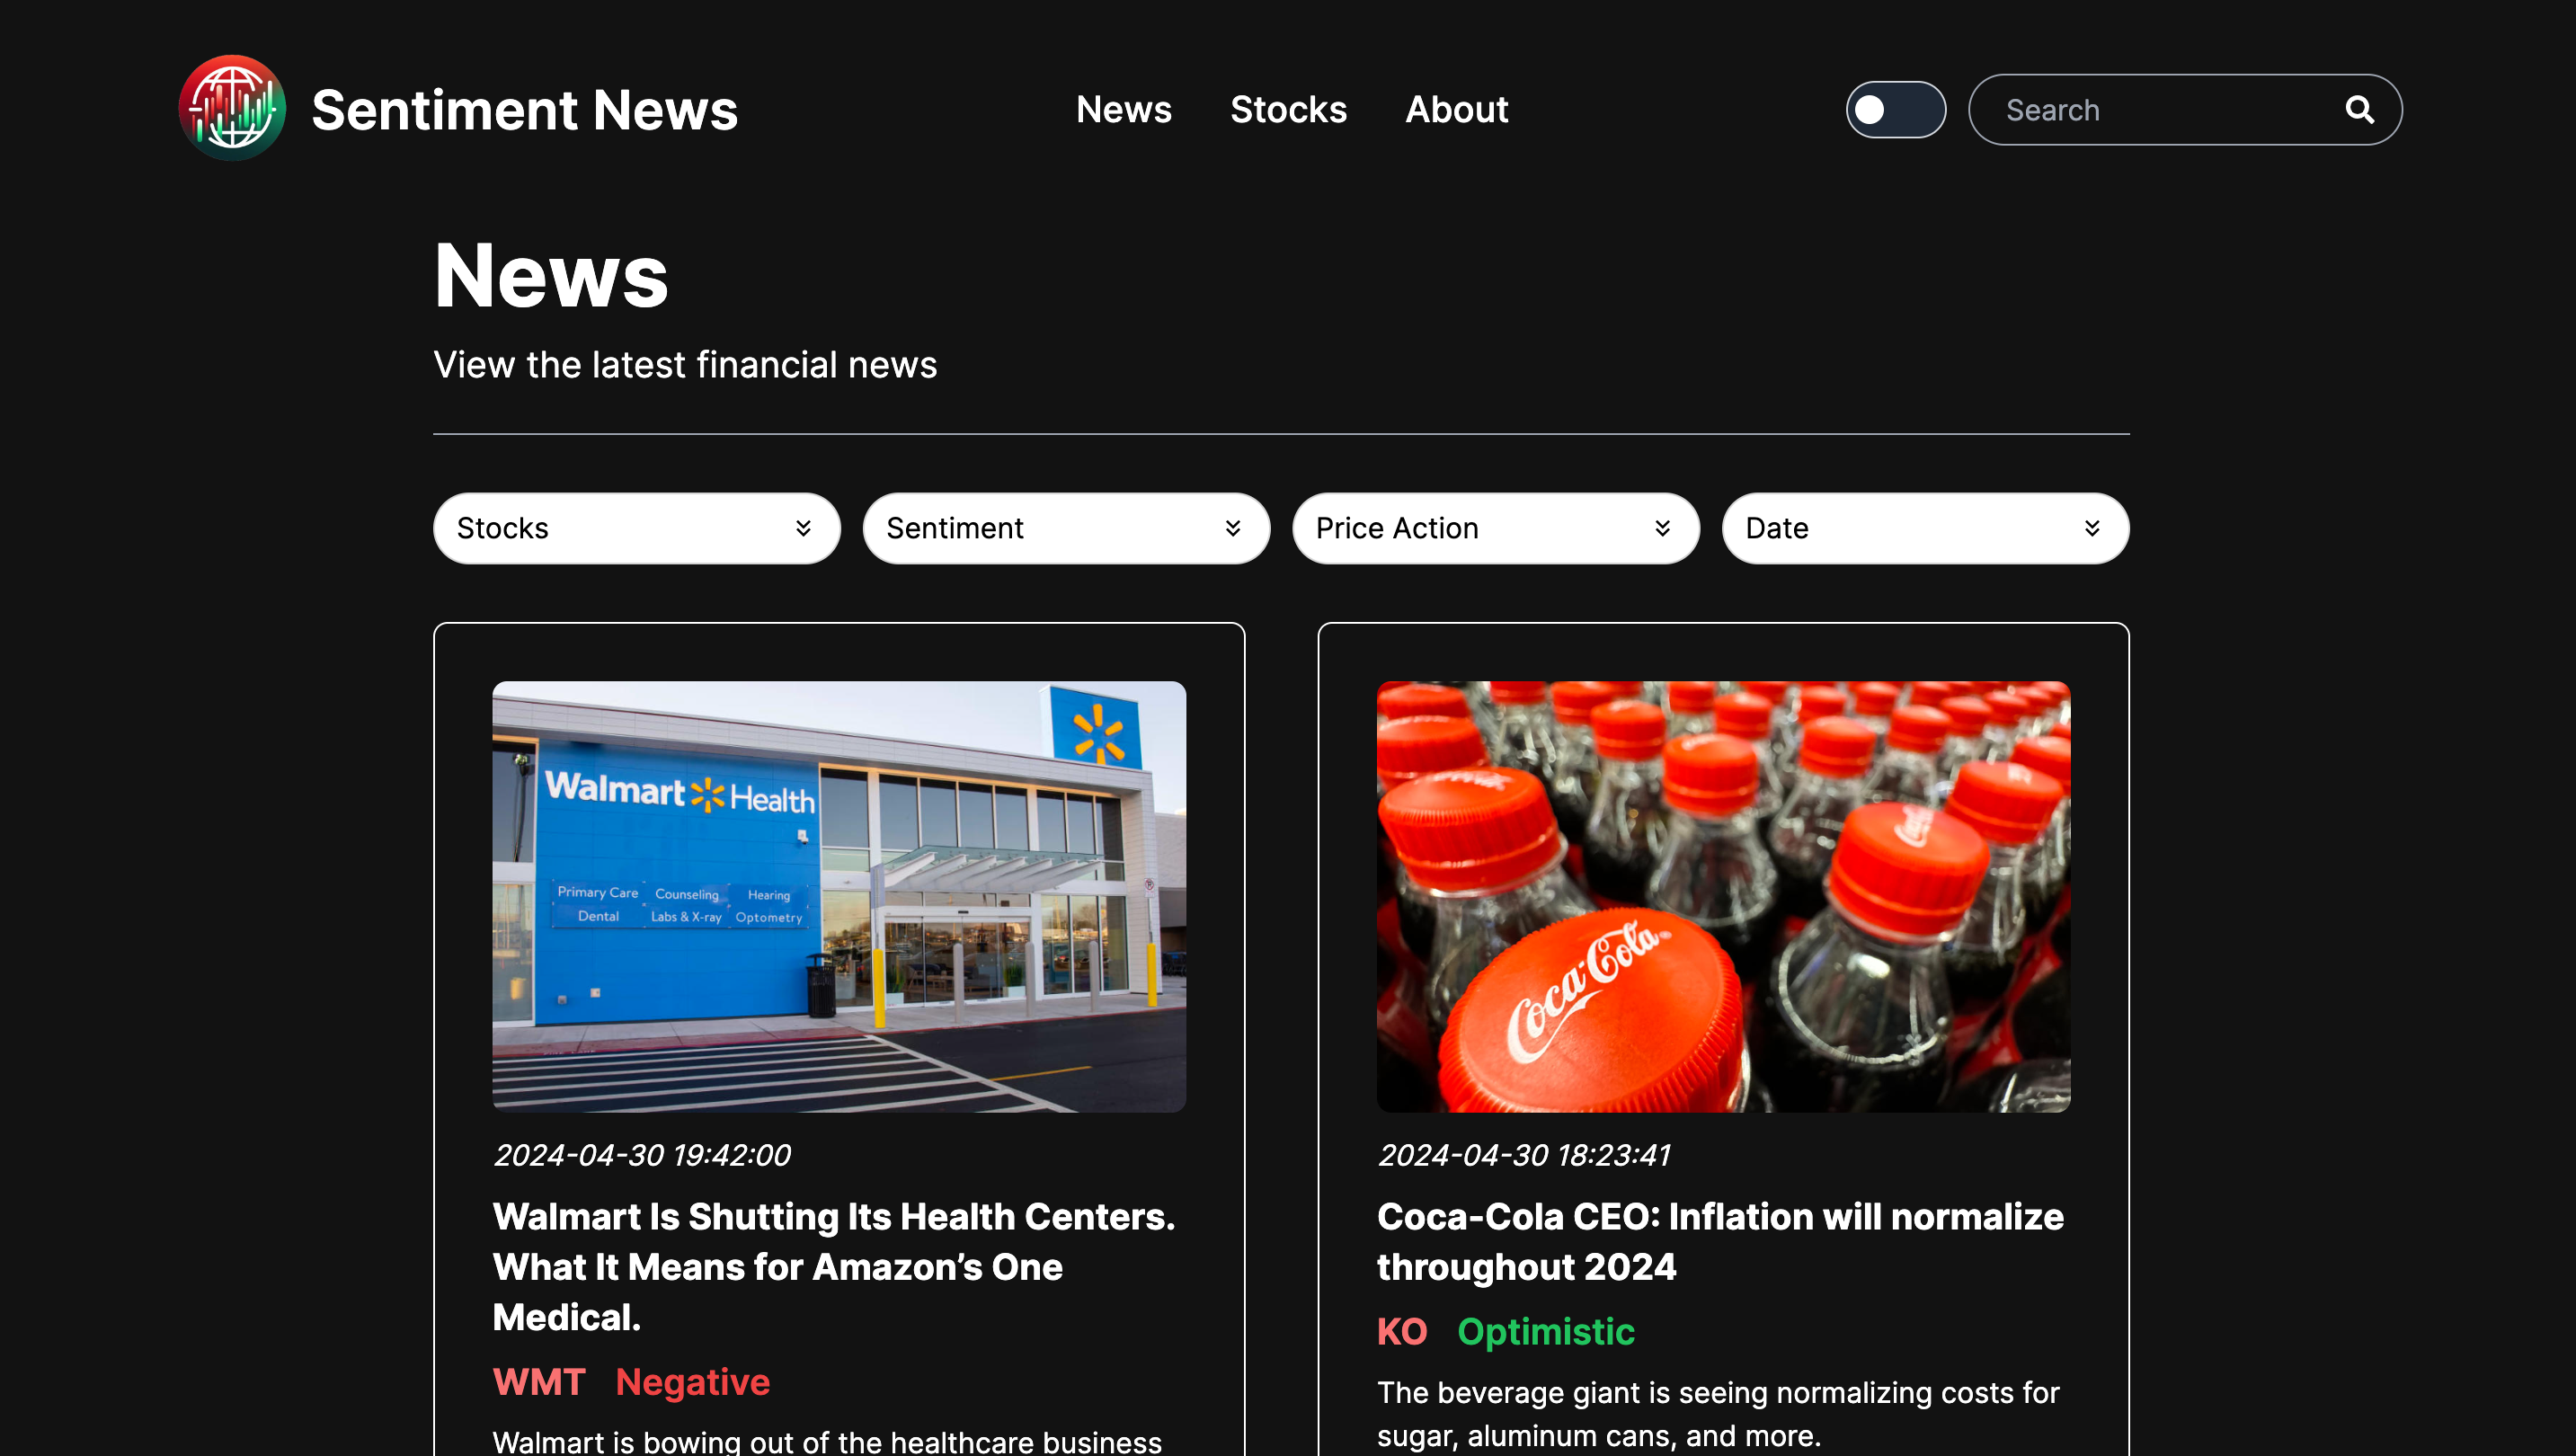 Sentiment News
News Stocks About
Search
News
View the latest financial news
Stocks Sentiment Price Action Date
Walmart Health
Primary Care Counseling Hearing
Dental Labs & X-ray Optometry
2024-04-30 19:42:00
Walmart Is Shutting Its Health Centers.
What It Means for Amazon’s One
Medical.
WMT Negative
Walmart is bowing out of the healthcare business
Coca-Cola
2024-04-30 18:23:41
Coca-Cola CEO: Inflation will normalize
throughout 2024
KO Optimistic
The beverage giant is seeing normalizing costs for
sugar, aluminum cans, and more.